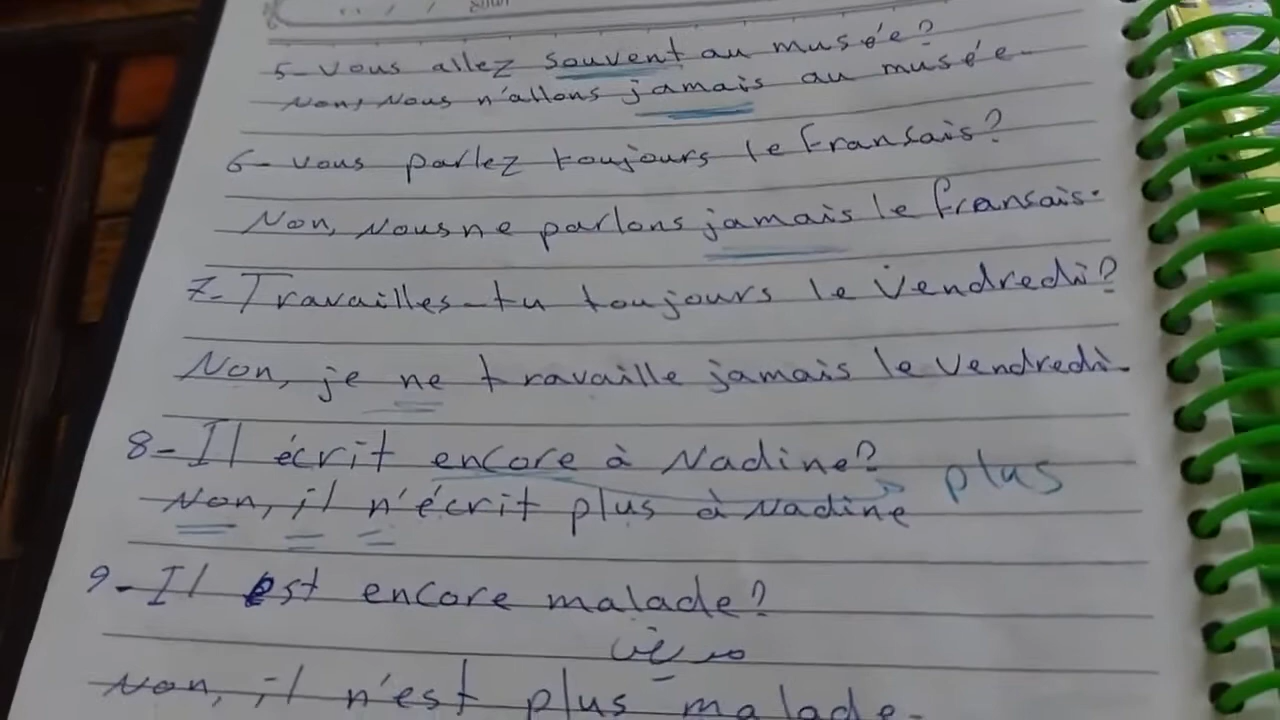 5- Vous allez souvent au musée?
Non, Nous n'allons jamais au musée.
6- Vous parlez toujours le fransais?
Non, Nous ne parlons jamais le fransais.
7- Travailles-tu toujours le Vendredi?
Non, je ne travaille jamais le Vendredi.
8- Il écrit encore à Nadine? plus
Non, il n'écrit plus à Nadine
9- Il est encore malade?
Non, il n'est plus malade.